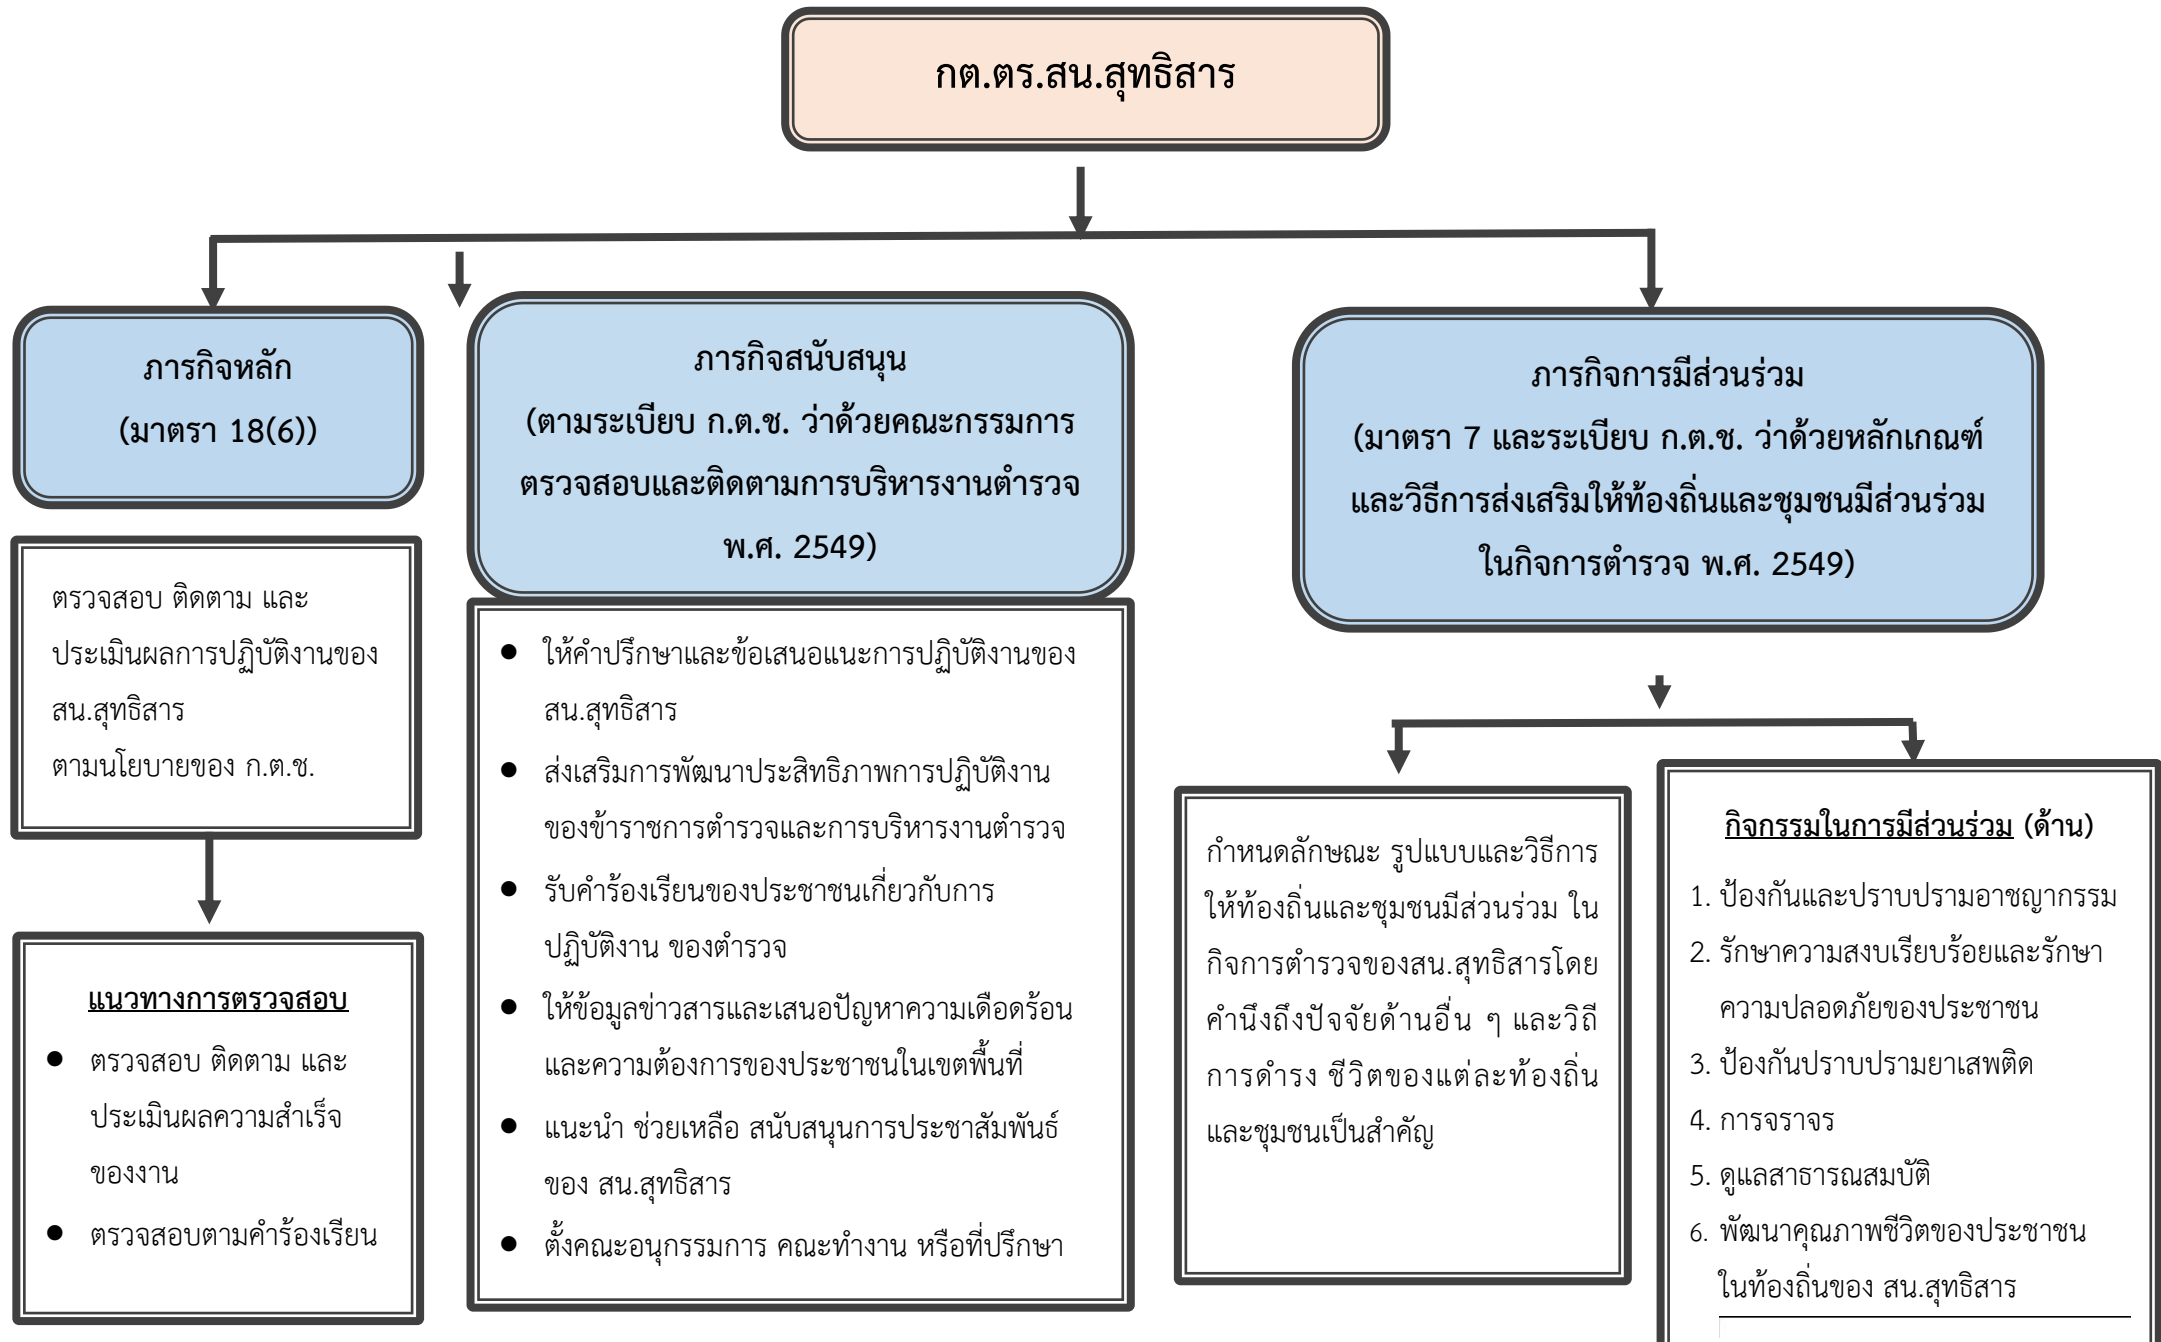 กต.ตร.สน.สุทธิสาร
ภารกิจหลัก
(มาตรา 18(6))
ตรวจสอบ ติดตาม และ
ประเมินผลการปฏิบัติงานของ
สน.สุทธิสาร
ตามนโยบายของ ก.ต.ช.
แนวทางการตรวจสอบ
● ตรวจสอบ ติดตาม และ
ประเมินผลความสำเร็จ
ของงาน
● ตรวจสอบตามคำร้องเรียน
ภารกิจสนับสนุน
(ตามระเบียบ ก.ต.ช. ว่าด้วยคณะกรรมการ
ตรวจสอบและติดตามการบริหารงานตำรวจ
พ.ศ. 2549)
● ให้คำปรึกษาและข้อเสนอแนะการปฏิบัติงานของ
สน.สุทธิสาร
● ส่งเสริมการพัฒนาประสิทธิภาพการปฏิบัติงาน
ของข้าราชการตำรวจและการบริหารงานตำรวจ
● รับคำร้องเรียนของประชาชนเกี่ยวกับการ
ปฏิบัติงาน ของตำรวจ
● ให้ข้อมูลข่าวสารและเสนอปัญหาความเดือดร้อน
และความต้องการของประชาชนในเขตพื้นที่
● แนะนำ ช่วยเหลือ สนับสนุนการประชาสัมพันธ์
ของ สน.สุทธิสาร
● ตั้งคณะอนุกรรมการ คณะทำงาน หรือที่ปรึกษา
ภารกิจการมีส่วนร่วม
(มาตรา 7 และระเบียบ ก.ต.ช. ว่าด้วยหลักเกณฑ์
และวิธีการส่งเสริมให้ท้องถิ่นและชุมชนมีส่วนร่วม
ในกิจการตำรวจ พ.ศ. 2549)
กำหนดลักษณะ รูปแบบและวิธีการ
ให้ท้องถิ่นและชุมชนมีส่วนร่วม ใน
กิจการตำรวจของสน.สุทธิสารโดย
คำนึงถึงปัจจัยด้านอื่น ๆ และวิถี
การดำรง ชีวิตของแต่ละท้องถิ่น
และชุมชนเป็นสำคัญ
กิจกรรมในการมีส่วนร่วม (ด้าน)
1. ป้องกันและปราบปรามอาชญากรรม
2. รักษาความสงบเรียบร้อยและรักษา
ความปลอดภัยของประชาชน
3. ป้องกันปราบปรามยาเสพติด
4. การจราจร
5. ดูแลสาธารณสมบัติ
6. พัฒนาคุณภาพชีวิตของประชาชน
ในท้องถิ่นของ สน.สุทธิสาร